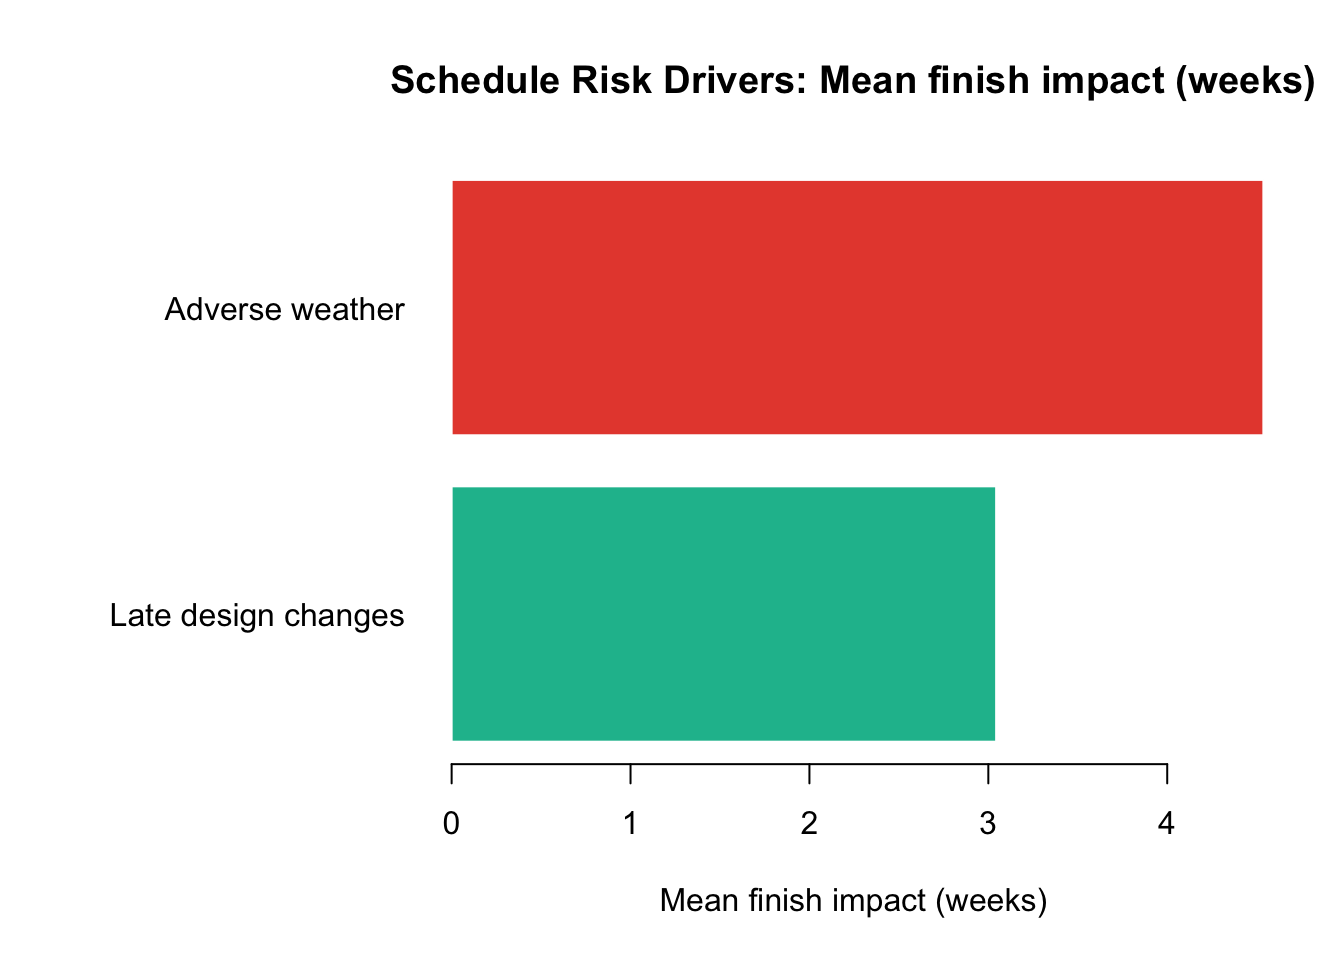 Schedule Risk Drivers: Mean finish impact (weeks)
Adverse weather
Late design changes
0 1 2 3 4
Mean finish impact (weeks)